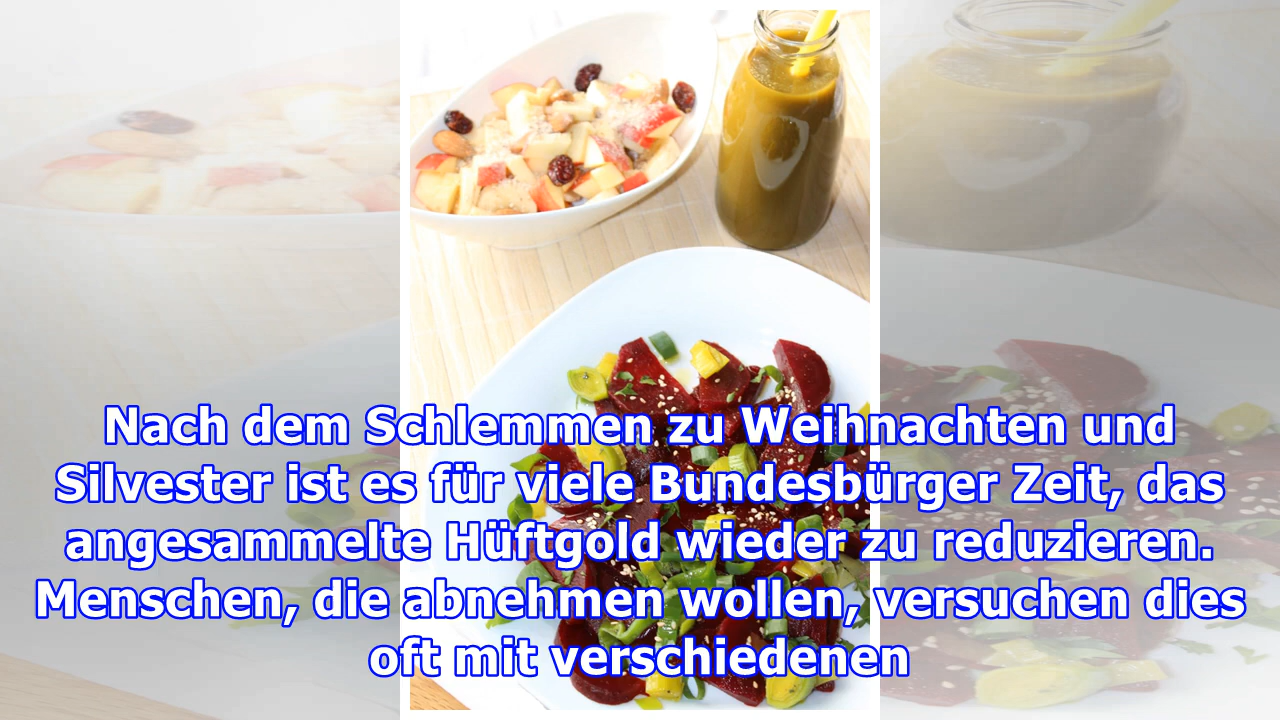 Nach dem Schlemmen zu Weihnachten und
Silvester ist es für viele Bundesbürger Zeit, das
angesammelte Hüftgold wieder zu reduzieren.
Menschen, die abnehmen wollen, versuchen dies
oft mit verschiedenen